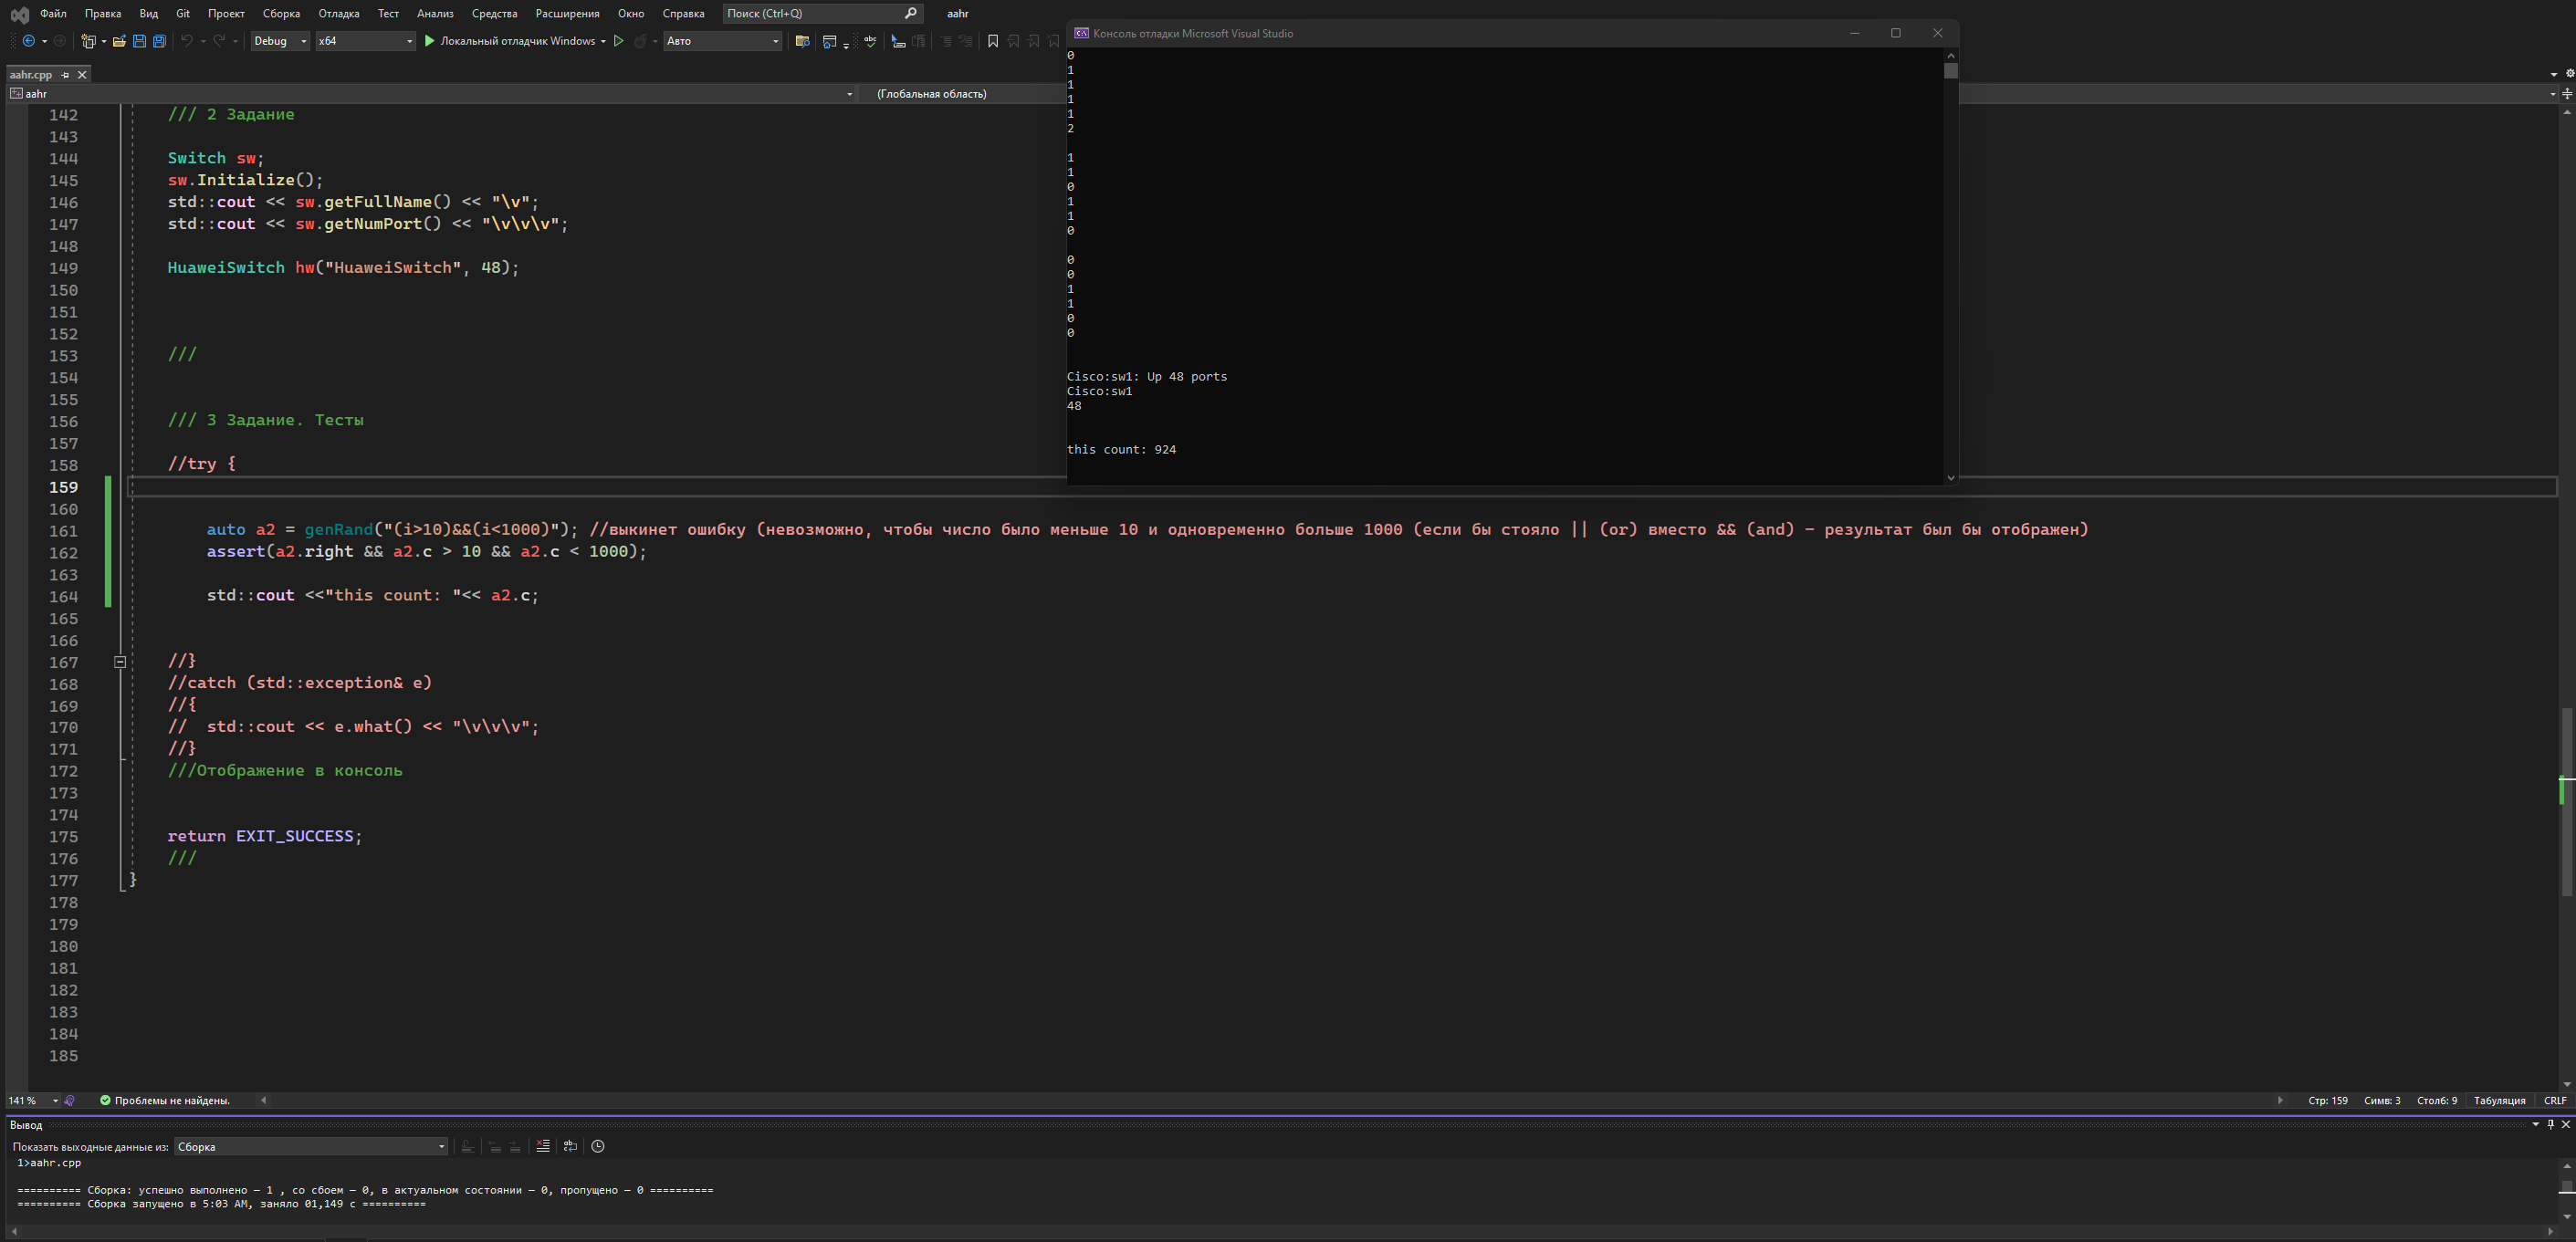 Файл Правка Вид Git Проект Сборка Отладка Тест Анализ Средства Расширения Окно Справка Поиск (Ctrl+Q) aahr
Debug x64 Локальный отладчик Windows Авто
aahr.cpp
aahr (Глобальная область)
142 /// 2 Задание
143
144 Switch sw;
145 sw.Initialize();
146 std::cout << sw.getFullName() << "\v";
147 std::cout << sw.getNumPort() << "\v\v\v";
148
149 HuaweiSwitch hw("HuaweiSwitch", 48);
150
151
152
153 ///
154
155
156 /// 3 Задание. Тесты
157
158 //try {
159
160
161 auto a2 = genRand("(i>10)&&(i<1000)"); //выкинет ошибку (невозможно, чтобы число было меньше 10 и одновременно больше 1000 (если бы стояло || (or) вместо && (and) - результат был бы отображен)
162 assert(a2.right && a2.c > 10 && a2.c < 1000);
163
164 std::cout <<"this count: "<< a2.c;
165
166
167 //}
168 //catch (std::exception& e)
169 //{
170 // std::cout << e.what() << "\v\v\v";
171 //}
172 ///Отображение в консоль
173
174
175 return EXIT_SUCCESS;
176 ///
177 }
178
179
180
181
182
183
184
185
Консоль отладки Microsoft Visual Studio
0
1
1
1
1
2
1
1
0
1
1
0
0
0
1
1
0
0
Cisco:sw1: Up 48 ports
Cisco:sw1
48
this count: 924
141 % Проблемы не найдены. Стр: 159 Симв: 3 Столб: 9 Табуляция CRLF
Вывод
Показать выходные данные из: Сборка
1>aahr.cpp
========== Сборка: успешно выполнено — 1 , со сбоем — 0, в актуальном состоянии — 0, пропущено — 0 ==========
========== Сборка запущено в 5:03 AM, заняло 01,149 с ==========